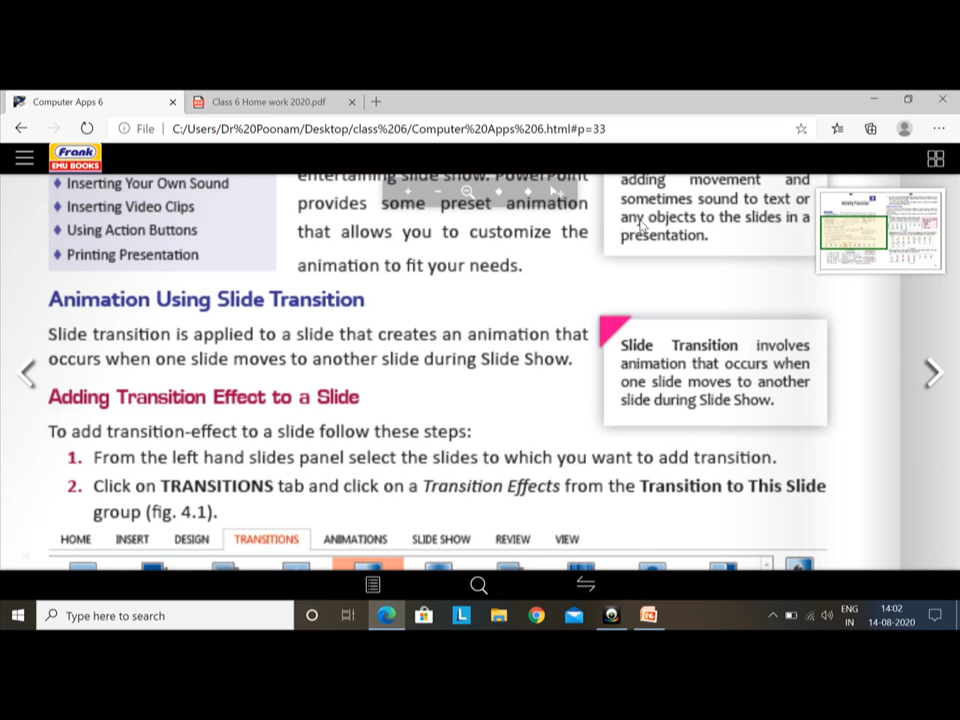 Computer Apps 6
Class 6 Home work 2020.pdf
File
C:/Users/Dr%20Poonam/Desktop/class%206/Computer%20Apps%206.html#p=33
Frank
EMU BOOKS
Inserting Your Own Sound
Inserting Video Clips
Using Action Buttons
Printing Presentation
entertaining slide show. PowerPoint
provides some preset animation
that allows you to customize the
animation to fit your needs.
adding movement and
sometimes sound to text or
any objects to the slides in a
presentation.
Animation Using Slide Transition
Slide transition is applied to a slide that creates an animation that
occurs when one slide moves to another slide during Slide Show.
Slide Transition involves
animation that occurs when
one slide moves to another
slide during Slide Show.
Adding Transition Effect to a Slide
To add transition-effect to a slide follow these steps:
1. From the left hand slides panel select the slides to which you want to add transition.
2. Click on TRANSITIONS tab and click on a Transition Effects from the Transition to This Slide
group (fig. 4.1).
HOME INSERT DESIGN TRANSITIONS ANIMATIONS SLIDE SHOW REVIEW VIEW
Type here to search
ENG
IN
14:02
14-08-2020